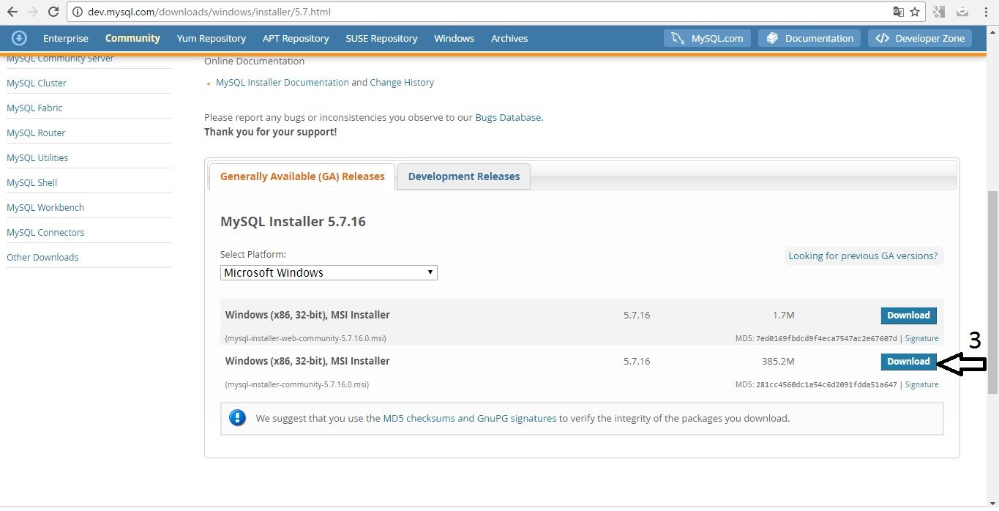 dev.mysql.com/downloads/windows/installer/5.7.html
Enterprise Community Yum Repository APT Repository SUSE Repository Windows Archives MySQL.com Documentation Developer Zone
MySQL Community Server
MySQL Cluster
MySQL Fabric
MySQL Router
MySQL Utilities
MySQL Shell
MySQL Workbench
MySQL Connectors
Other Downloads
Online Documentation
MySQL Installer Documentation and Change History
Please report any bugs or inconsistencies you observe to our Bugs Database.
Thank you for your support!
Generally Available (GA) Releases Development Releases
MySQL Installer 5.7.16
Select Platform:
Looking for previous GA versions?
Microsoft Windows
Windows (x86, 32-bit), MSI Installer 5.7.16 1.7M Download
(mysql-installer-web-community-5.7.16.0.msi) MD5: 7ed0169fbdcd9f4eca7547ac2e67607d | Signature
3
Windows (x86, 32-bit), MSI Installer 5.7.16 385.2M Download
(mysql-installer-community-5.7.16.0.msi) MD5: 281cc4560dc1a54c6d2091fdda51a647 | Signature
We suggest that you use the MD5 checksums and GnuPG signatures to verify the integrity of the packages you download.